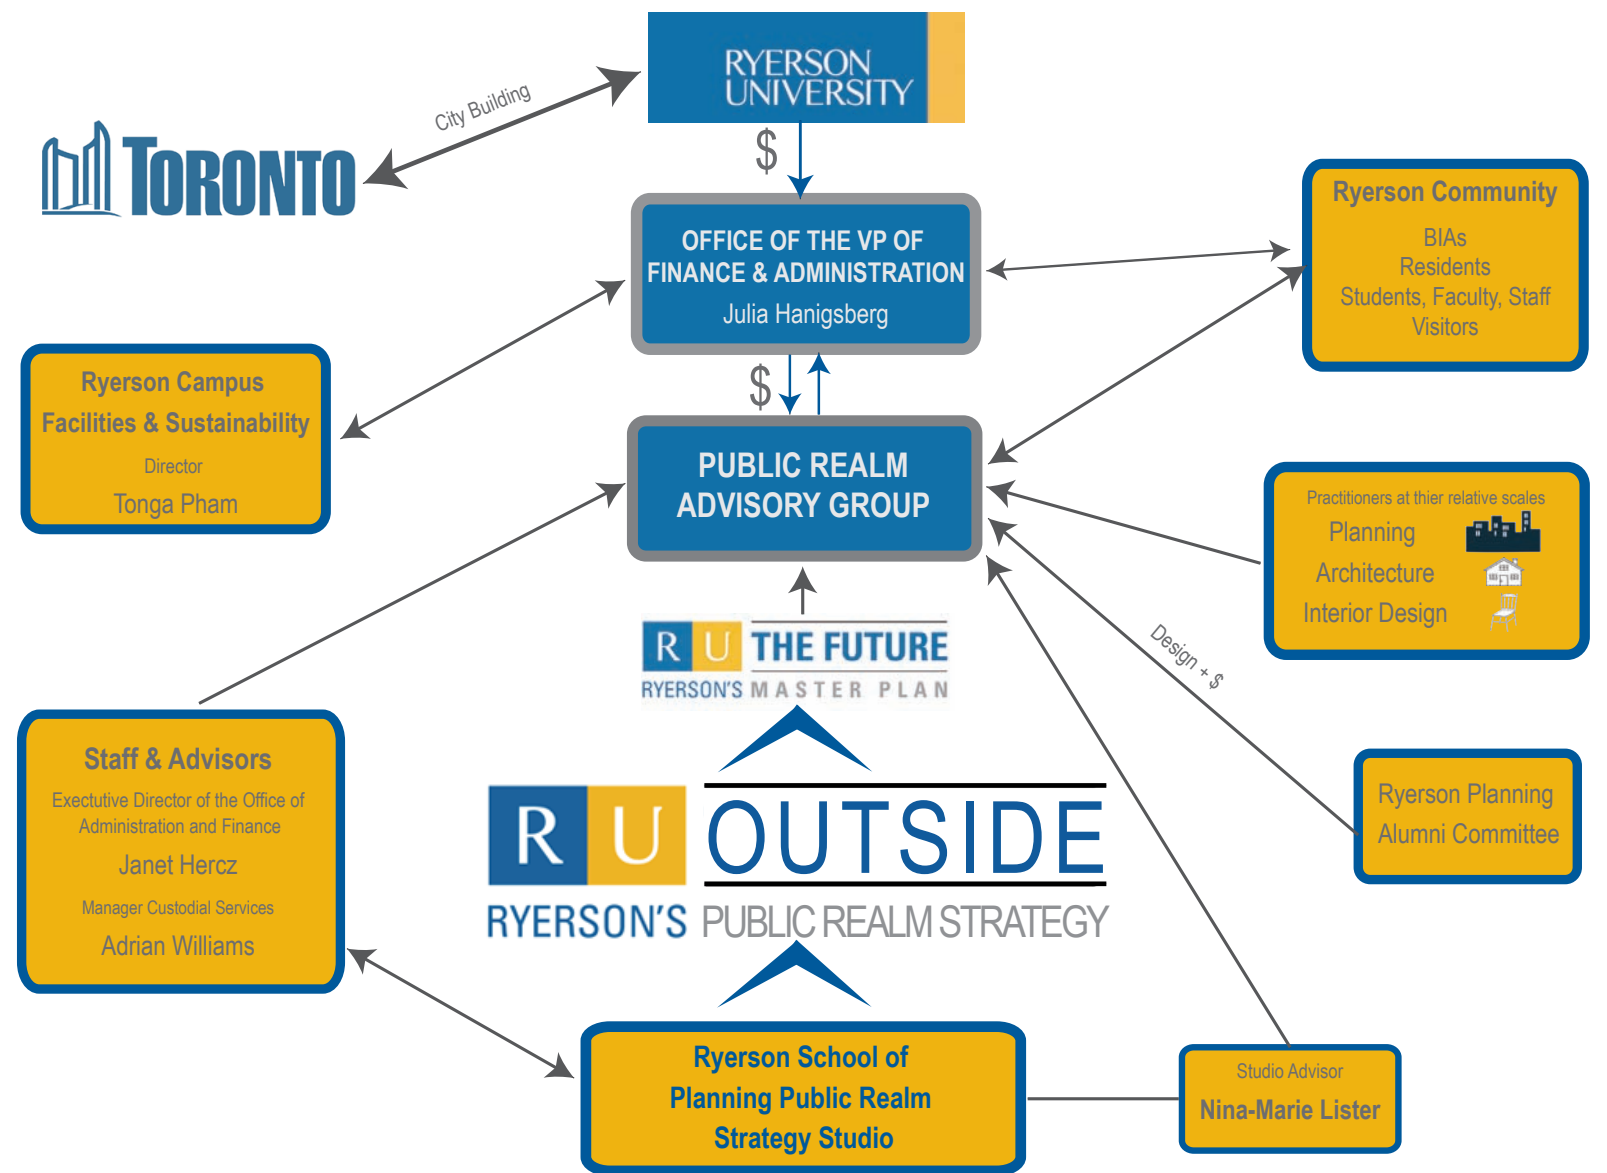 RYERSON
UNIVERSITY
City Building
TORONTO
$
OFFICE OF THE VP OF
FINANCE & ADMINISTRATION
Julia Hanigsberg
Ryerson Community
BIAs
Residents
Students, Faculty, Staff
Visitors
Ryerson Campus
Facilities & Sustainability
Director
Tonga Pham
$
PUBLIC REALM
ADVISORY GROUP
Practitioners at thier relative scales
Planning
Architecture
Interior Design
R U THE FUTURE
RYERSON'S MASTER PLAN
Design + $
Staff & Advisors
Exectutive Director of the Office of
Administration and Finance
Janet Hercz
Manager Custodial Services
Adrian Williams
R U OUTSIDE
RYERSON'S PUBLIC REALM STRATEGY
Ryerson Planning
Alumni Committee
Ryerson School of
Planning Public Realm
Strategy Studio
Studio Advisor
Nina-Marie Lister